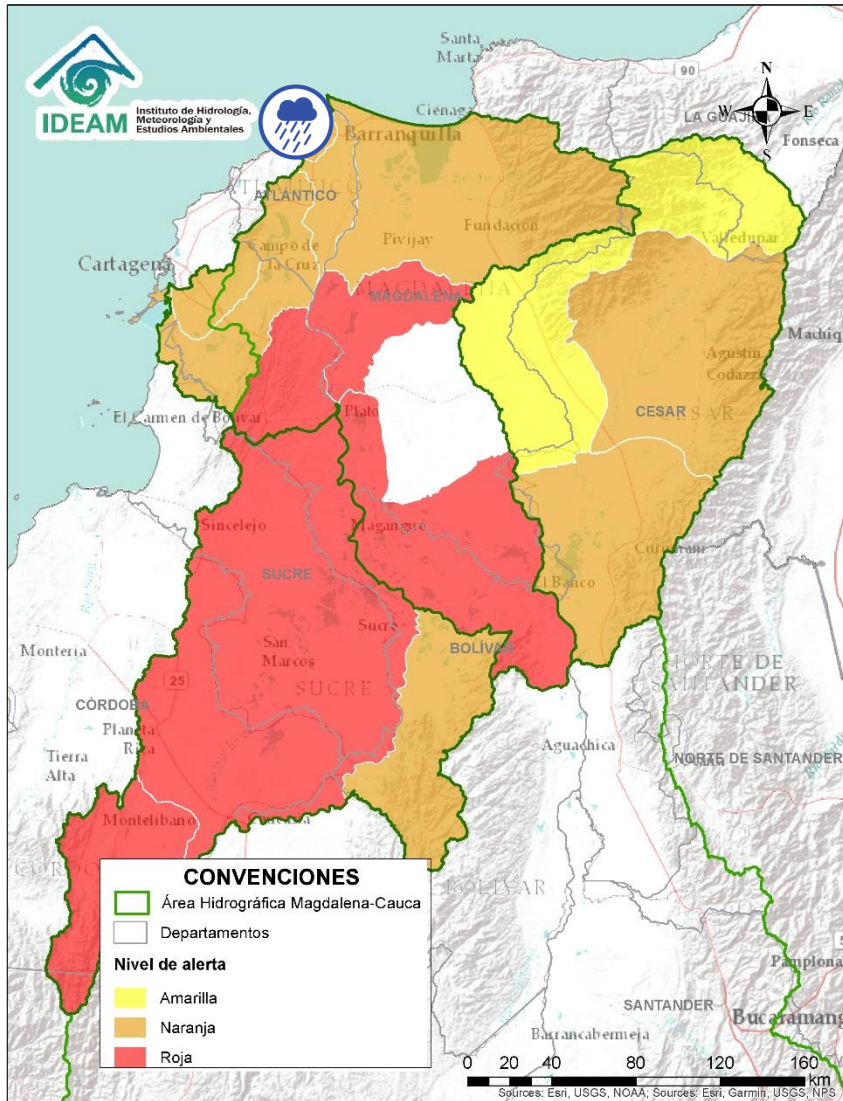 Santa
Marta
90
N
W E
S
LA GUAJIRA
Fonseca
IDEAM
Instituto de Hidrología,
Meteorología y
Estudios Ambientales
Ciénaga
Barranquilla
ATLÁNTICO
Valledupar
Cartagena
Campo de
la Cruz
Pivijay
Fundación
MAGDALENA
Machiq
Agustín
Codazzi
CESAR
El Carmen de Bolívar
Plato
Sincelejo
Magangué
SUCRE
Curumaní
El Banco
Sucre
BOLÍVAR
Montería
San
Marcos
SUCRE
NORTE DE
SANTANDER
25
CÓRDOBA
Planeta
Rica
Tierra
Alta
Aguachica
NORTE DE SANTANDER
Montelíbano
Caucasia
BOLÍVAR
CONVENCIONES
Área Hidrográfica Magdalena-Cauca
Departamentos
Nivel de alerta
Amarilla
Naranja
Roja
Pamplona
SANTANDER
Bucaramang
Barrancabermeja
0 20 40 80 120 160
Km
Sources: Esri, USGS, NOAA; Sources: Esri, Garmin, USGS, NPS